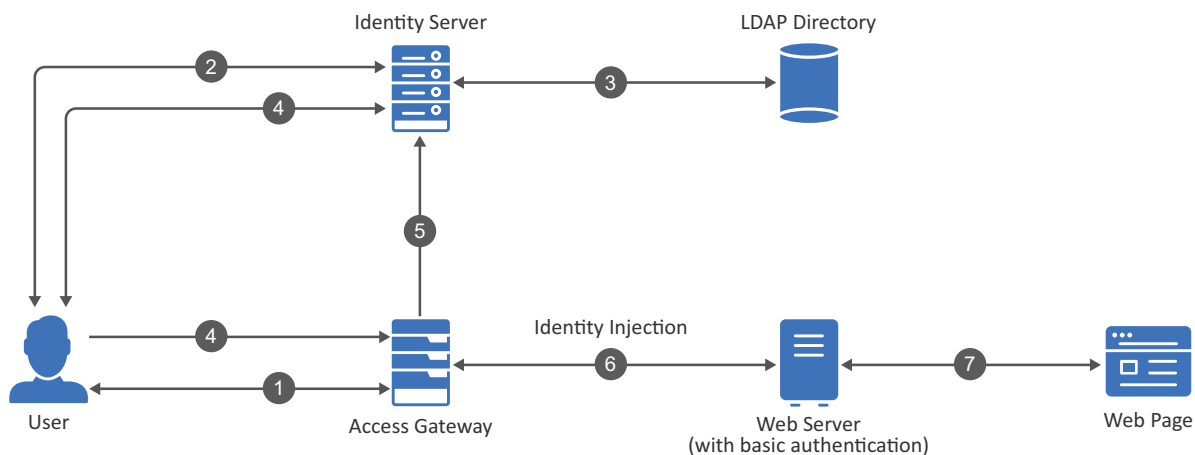 Identity Server
LDAP Directory
2
3
4
5
4
Identity Injection
6
7
1
User
Access Gateway
Web Server
(with basic authentication)
Web Page